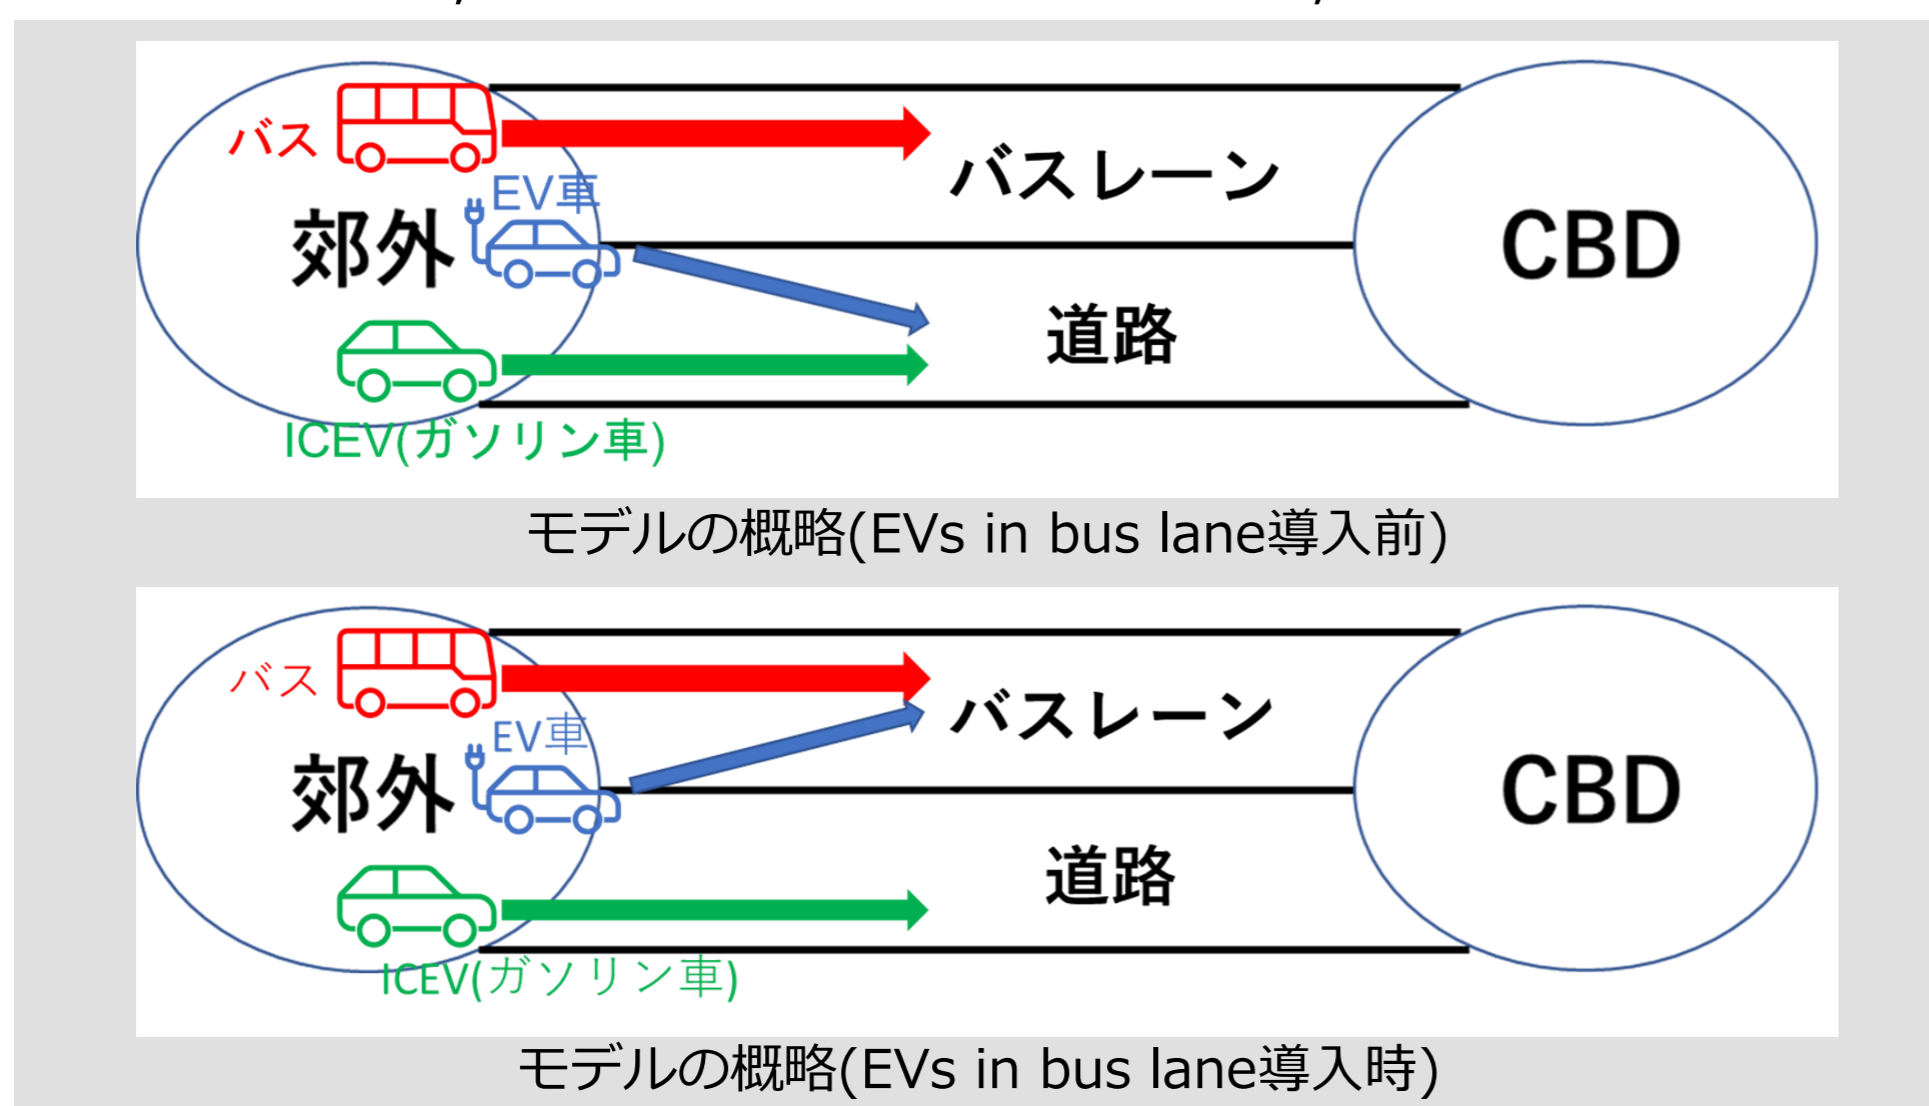 バス
バスレーン
EV車
郊外
CBD
道路
ICEV(ガソリン車)
モデルの概略(EVs in bus lane導入前)
バス
バスレーン
EV車
郊外
CBD
道路
ICEV(ガソリン車)
モデルの概略(EVs in bus lane導入時)